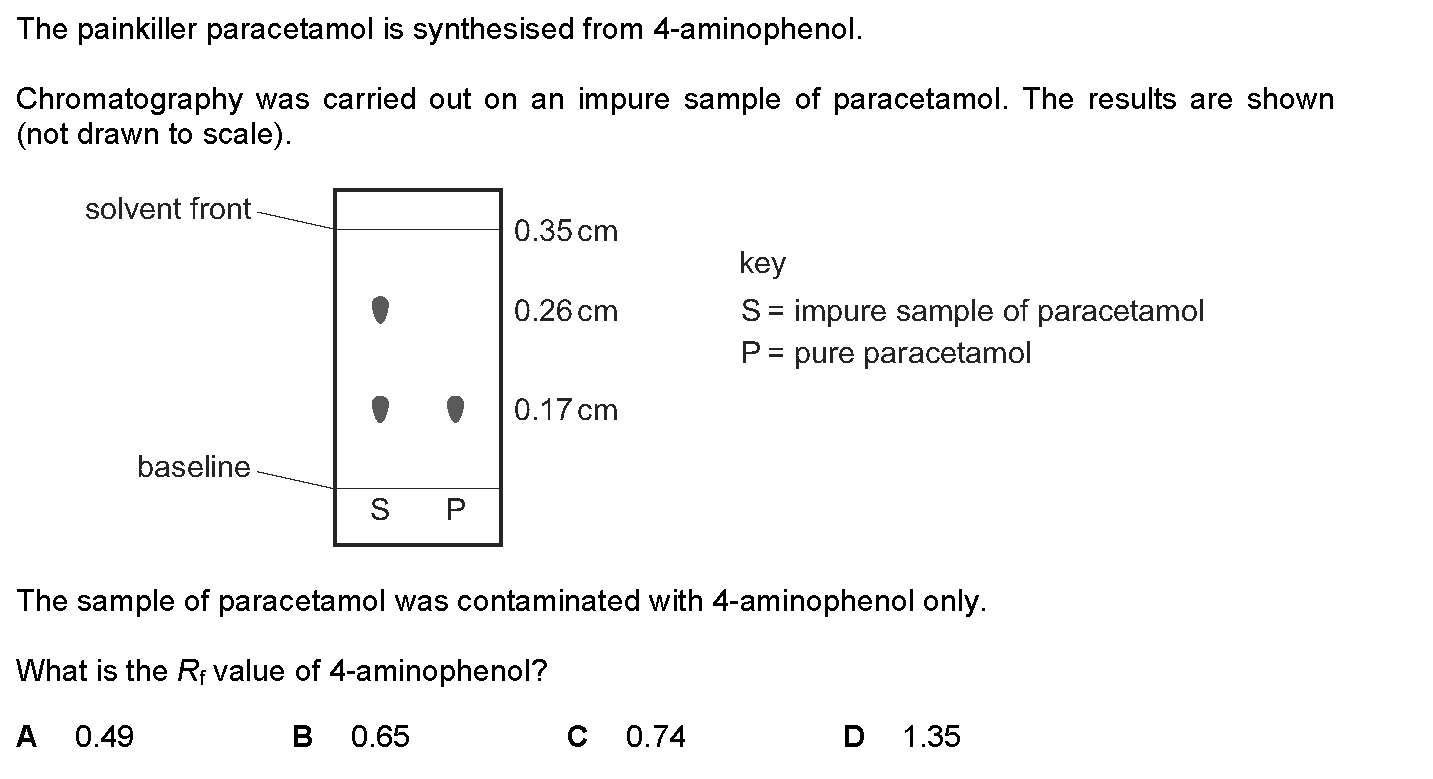 The painkiller paracetamol is synthesised from 4-aminophenol.
Chromatography was carried out on an impure sample of paracetamol. The results are shown
(not drawn to scale).
solvent front
0.35 cm
key
0.26 cm
S = impure sample of paracetamol
P = pure paracetamol
0.17 cm
baseline
S P
The sample of paracetamol was contaminated with 4-aminophenol only.
What is the Rf value of 4-aminophenol?
A 0.49 B 0.65 C 0.74 D 1.35